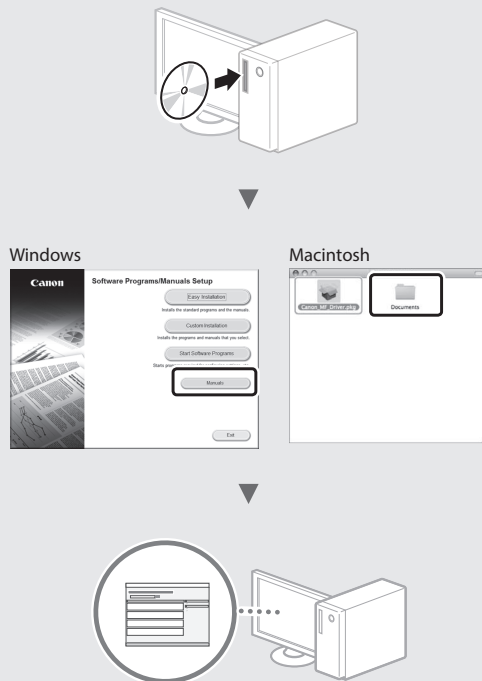 Windows
Macintosh
Canon
Software Programs/Manuals Setup
Easy Installation
Installs the standard programs and the manuals.
Custom Installation
Installs the programs and manuals that you select.
Start Software Programs
Manuals
Exit
Canon_MF_Driver.pkg
Documents